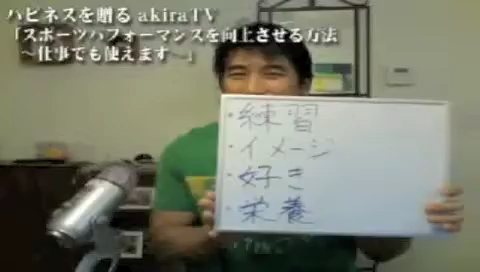 ハピネスを贈る akiraTV
「スポーツパフォーマンスを向上させる方法
～仕事でも使えます～」
・練習
・イメージ
・好き
・栄養